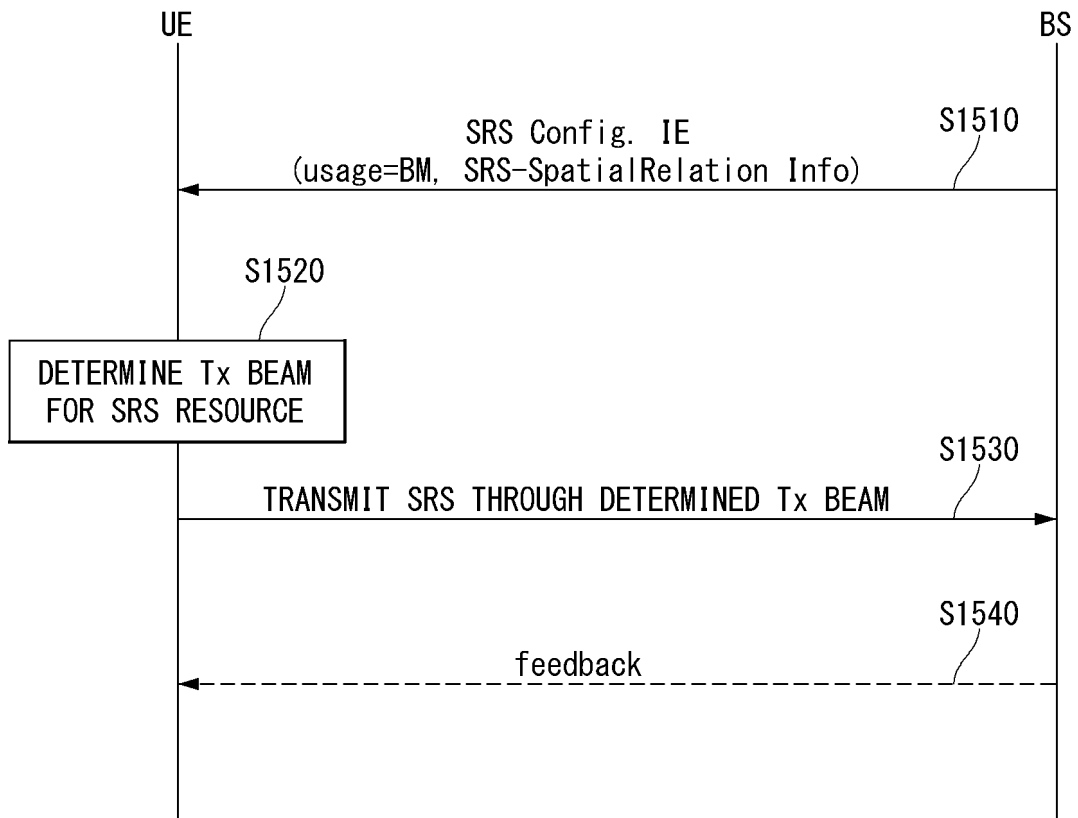 UE
BS
S1510
SRS Config. IE
(usage=BM, SRS-SpatialRelation Info)
S1520
DETERMINE Tx BEAM
FOR SRS RESOURCE
S1530
TRANSMIT SRS THROUGH DETERMINED Tx BEAM
S1540
feedback